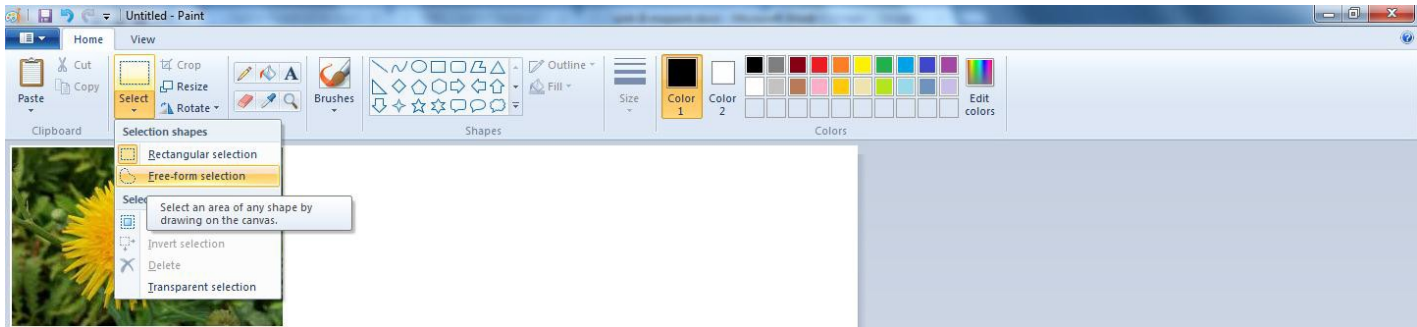 Untitled - Paint
Home View
Paste
Cut
Copy
Clipboard
Select
Crop
Resize
Rotate
A
Brushes
Outline
Fill
Shapes
Size
Color 1
Color 2
Colors
Edit colors
Selection shapes
Rectangular selection
Free-form selection
Select an area of any shape by
drawing on the canvas.
Invert selection
Delete
Transparent selection